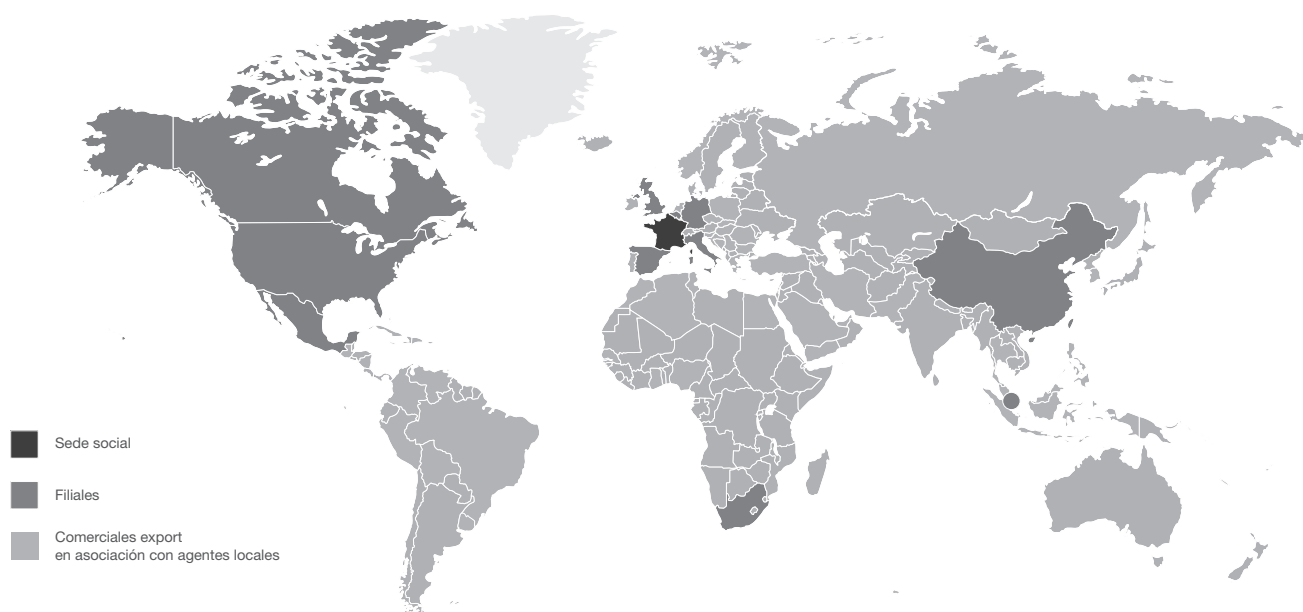 Sede social
Filiales
Comerciales export
en asociación con agentes locales